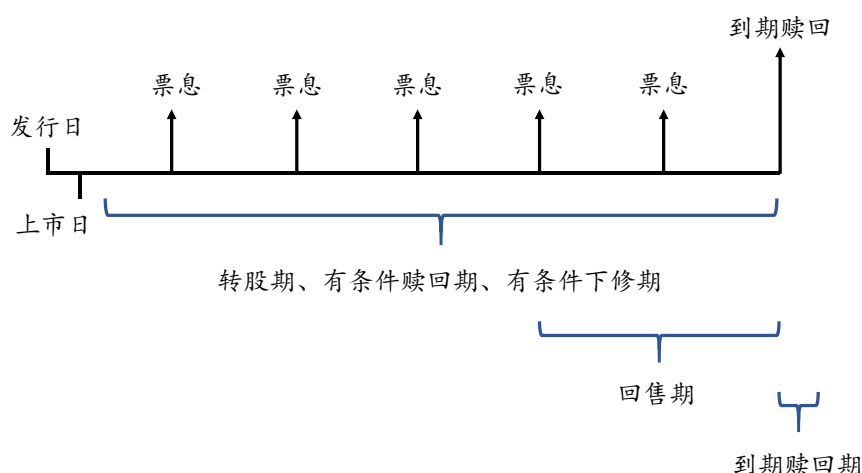 到期赎回
票息 票息 票息 票息 票息
发行日
上市日
转股期、有条件赎回期、有条件下修期
回售期
到期赎回期